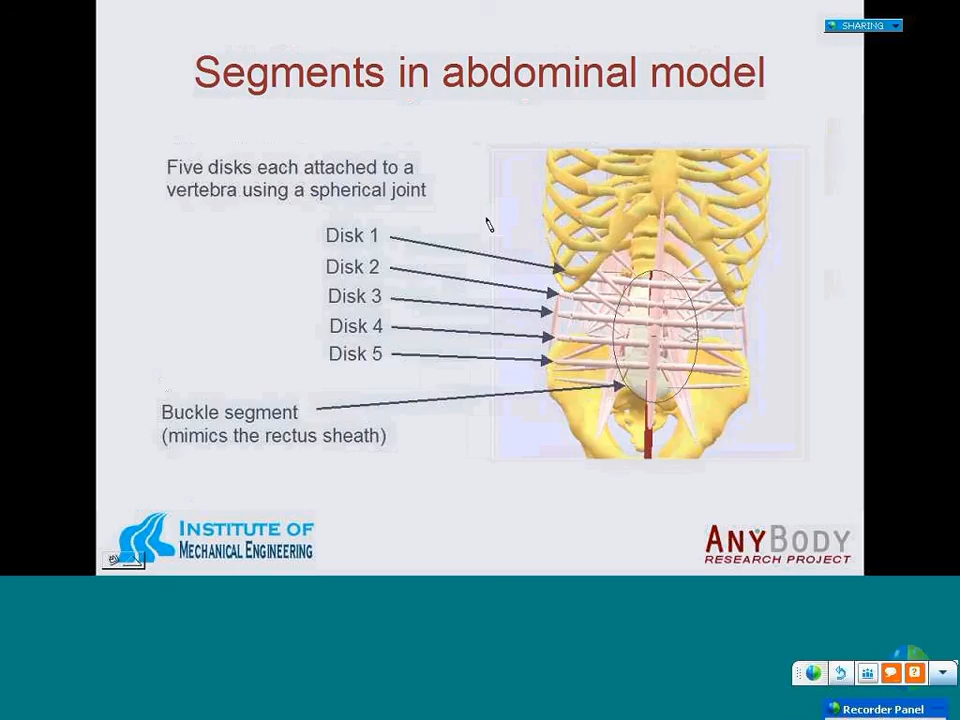 SHARING
Segments in abdominal model
Five disks each attached to a
vertebra using a spherical joint
Disk 1
Disk 2
Disk 3
Disk 4
Disk 5
Buckle segment
(mimics the rectus sheath)
INSTITUTE OF
MECHANICAL ENGINEERING
ANYBODY
RESEARCH PROJECT
Recorder Panel